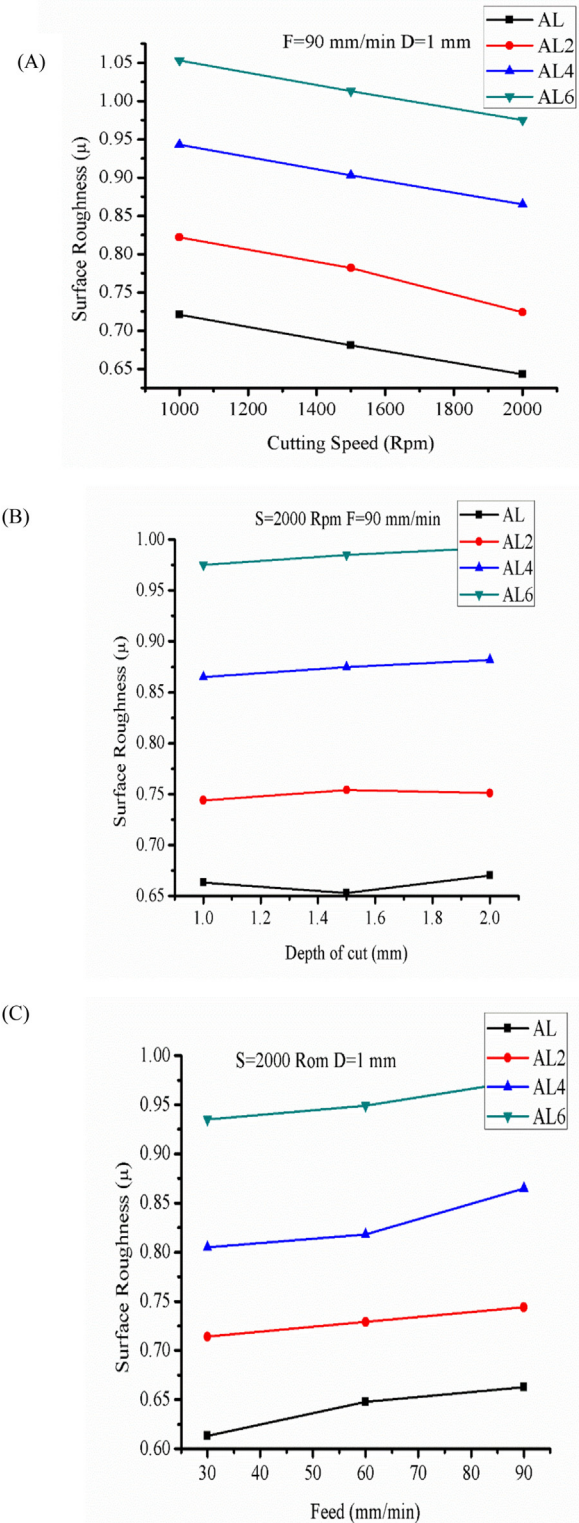 (A)
F=90 mm/min D=1 mm
AL
AL2
AL4
AL6
1.05
1.00
0.95
0.90
0.85
0.80
0.75
0.70
0.65
Surface Roughness (μ)
1000 1200 1400 1600 1800 2000
Cutting Speed (Rpm)
(B)
S=2000 Rpm F=90 mm/min
AL
AL2
AL4
AL6
1.00
0.95
0.90
0.85
0.80
0.75
0.70
0.65
Surface Roughness (μ)
1.0 1.2 1.4 1.6 1.8 2.0
Depth of cut (mm)
(C)
S=2000 Rom D=1 mm
AL
AL2
AL4
AL6
1.00
0.95
0.90
0.85
0.80
0.75
0.70
0.65
0.60
Surface Roughness (μ)
30 40 50 60 70 80 90
Feed (mm/min)